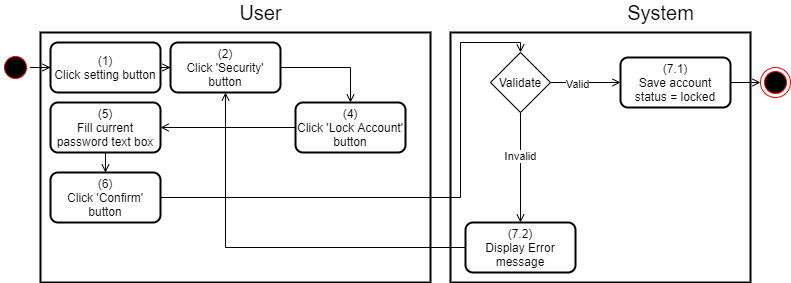 User
System
(1)
Click setting button
(2)
Click 'Security'
button
(4)
Click 'Lock Account'
button
(5)
Fill current
password text box
(6)
Click 'Confirm'
button
Validate
Valid
(7.1)
Save account
status = locked
Invalid
(7.2)
Display Error
message